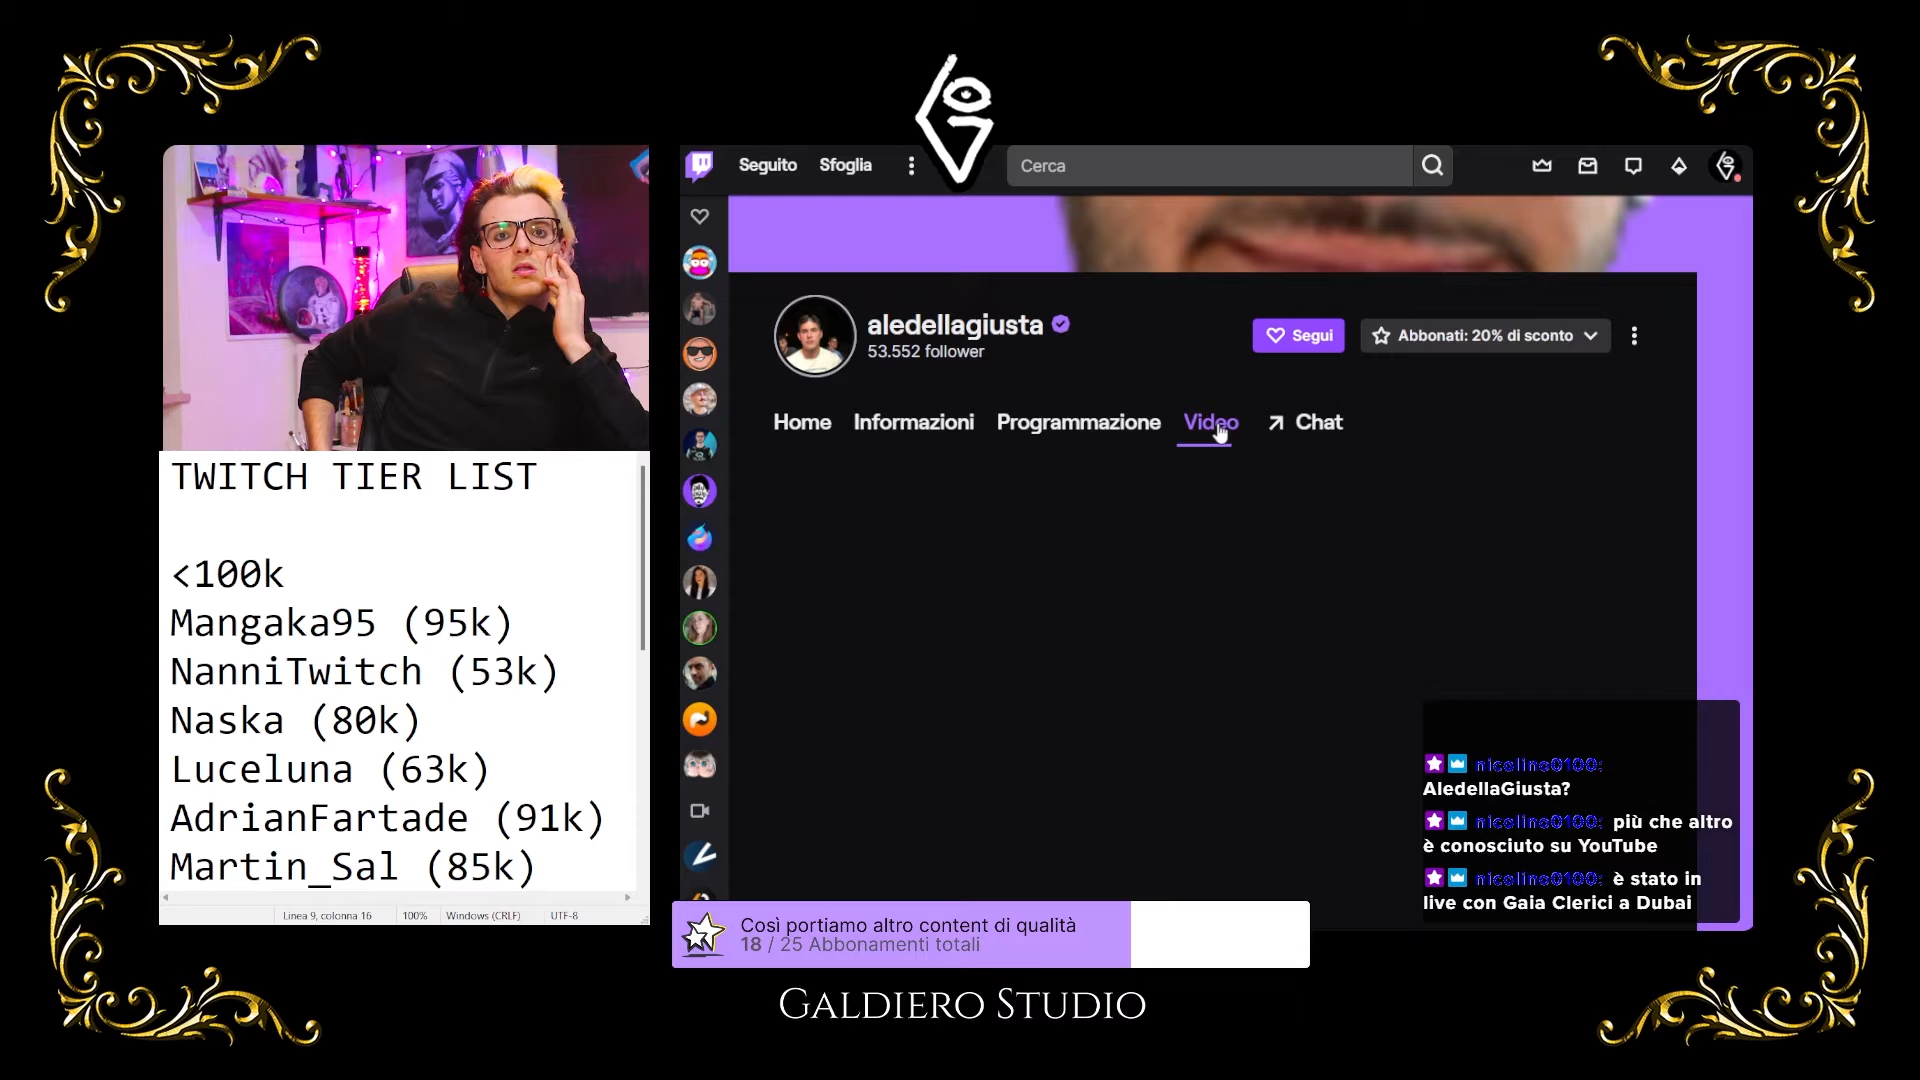 Seguito Sfoglia
Cerca
aledellagiusta
53.552 follower
Segui
Abbonati: 20% di sconto
Home Informazioni Programmazione Video Chat
TWITCH TIER LIST
<100k
Mangaka95 (95k)
NanniTwitch (53k)
Naska (80k)
Luceluna (63k)
AdrianFartade (91k)
Martin_Sal (85k)
Linea 9, colonna 16 100% Windows (CRLF) UTF-8
nicolino0100:
AledellaGiusta?
nicolino0100: più che altro
è conosciuto su YouTube
nicolino0100: è stato in
live con Gaia Clerici a Dubai
Così portiamo altro content di qualità
18 / 25 Abbonamenti totali
GALDIERO STUDIO